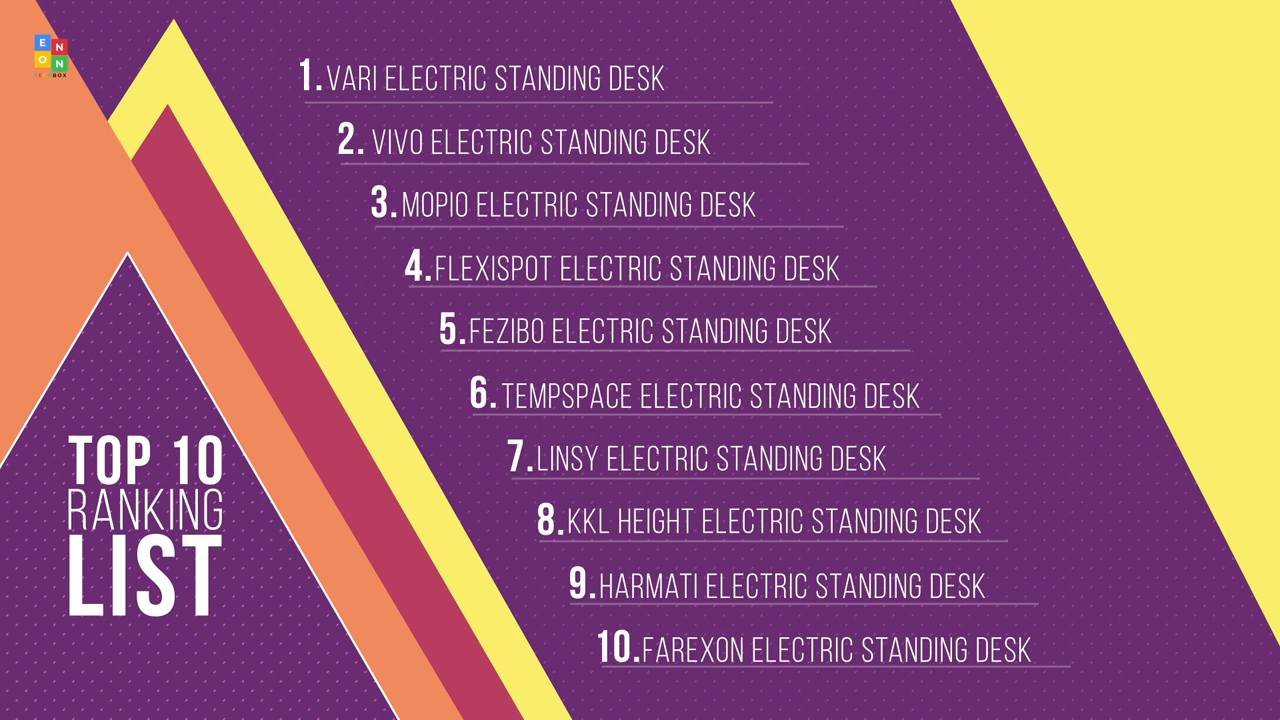 E N
O N
TECHBOX
1. VARI ELECTRIC STANDING DESK
2. VIVO ELECTRIC STANDING DESK
3. MOPIO ELECTRIC STANDING DESK
4. FLEXISPOT ELECTRIC STANDING DESK
5. FEZIBO ELECTRIC STANDING DESK
6. TEMPSPACE ELECTRIC STANDING DESK
7. LINSY ELECTRIC STANDING DESK
8. KKL HEIGHT ELECTRIC STANDING DESK
9. HARMATI ELECTRIC STANDING DESK
10. FAREXON ELECTRIC STANDING DESK
TOP 10
RANKING
LIST